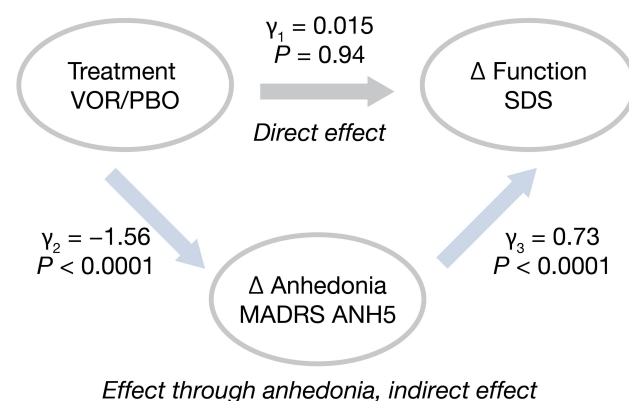 γ1 = 0.015
P = 0.94
Treatment
VOR/PBO
Δ Function
SDS
Direct effect
γ2 = −1.56
P < 0.0001
γ3 = 0.73
P < 0.0001
Δ Anhedonia
MADRS ANH5
Effect through anhedonia, indirect effect